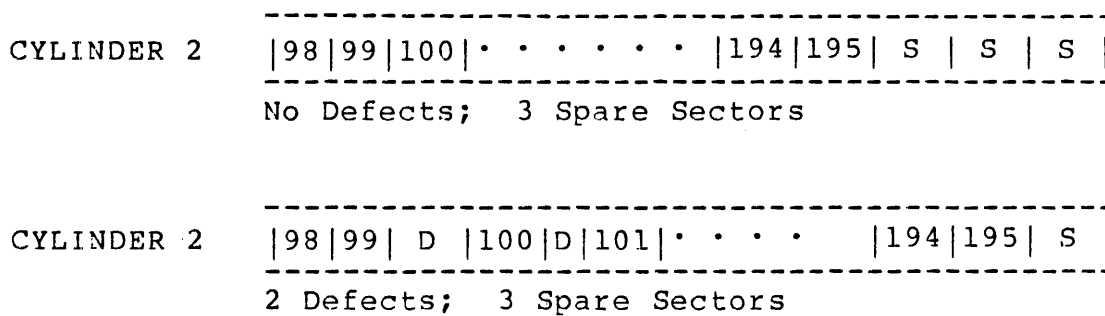 CYLINDER 2 |98|99|100|· · · · · · |194|195| S | S | S |
No Defects; 3 Spare Sectors
CYLINDER 2 |98|99| D |100|D|101|· · · · |194|195| S
2 Defects; 3 Spare Sectors